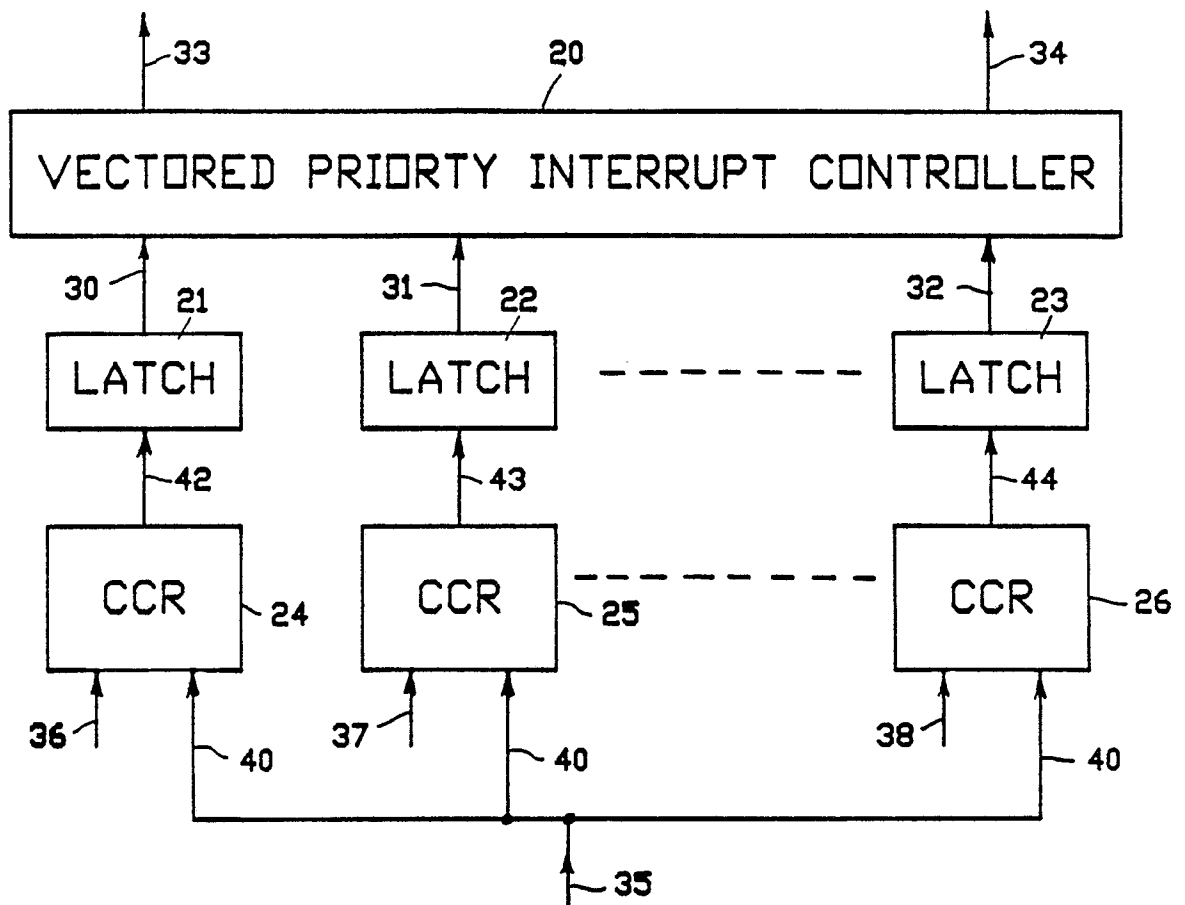 33 20 34
VECTORED PRIORTY INTERRUPT CONTROLLER
30 31 32
21 22 23
LATCH LATCH LATCH
42 43 44
CCR CCR CCR
24 25 26
36 37 38
40 40 40
35